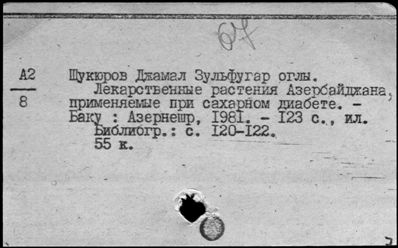 А2
8
Щукюров Джамал Зульфугар оглы.
Лекарственные растения Азербайджана,
применяемые при сахарном диабете. -
Баку : Азернешр, 1981. - 123 с., ил.
Библиогр.: с. 120-122.
55 к.